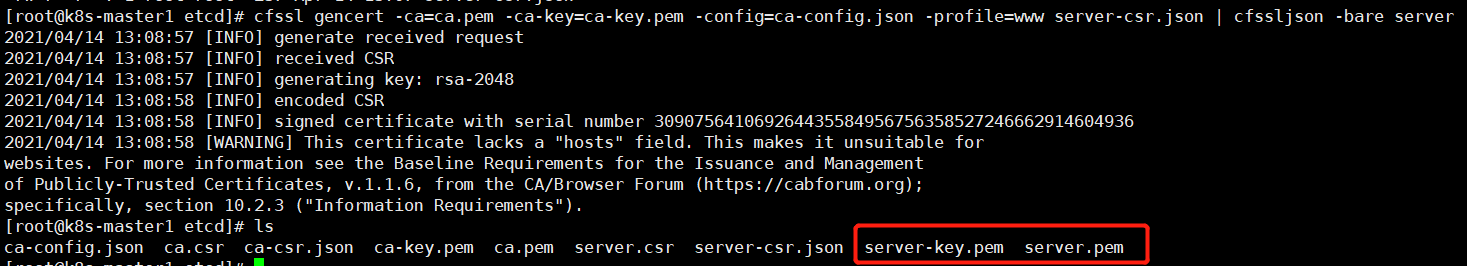 [root@k8s-master1 etcd]# cfssl gencert -ca=ca.pem -ca-key=ca-key.pem -config=ca-config.json -profile=www server-csr.json | cfssljson -bare server
2021/04/14 13:08:57 [INFO] generate received request
2021/04/14 13:08:57 [INFO] received CSR
2021/04/14 13:08:57 [INFO] generating key: rsa-2048
2021/04/14 13:08:58 [INFO] encoded CSR
2021/04/14 13:08:58 [INFO] signed certificate with serial number 309075641069264435584956756358527246662914604936
2021/04/14 13:08:58 [WARNING] This certificate lacks a "hosts" field. This makes it unsuitable for
websites. For more information see the Baseline Requirements for the Issuance and Management
of Publicly-Trusted Certificates, v.1.1.6, from the CA/Browser Forum (https://cabforum.org);
specifically, section 10.2.3 ("Information Requirements").
[root@k8s-master1 etcd]# ls
ca-config.json ca.csr ca-csr.json ca-key.pem ca.pem server.csr server-csr.json server-key.pem server.pem
[root@k8s-master1 etcd]#